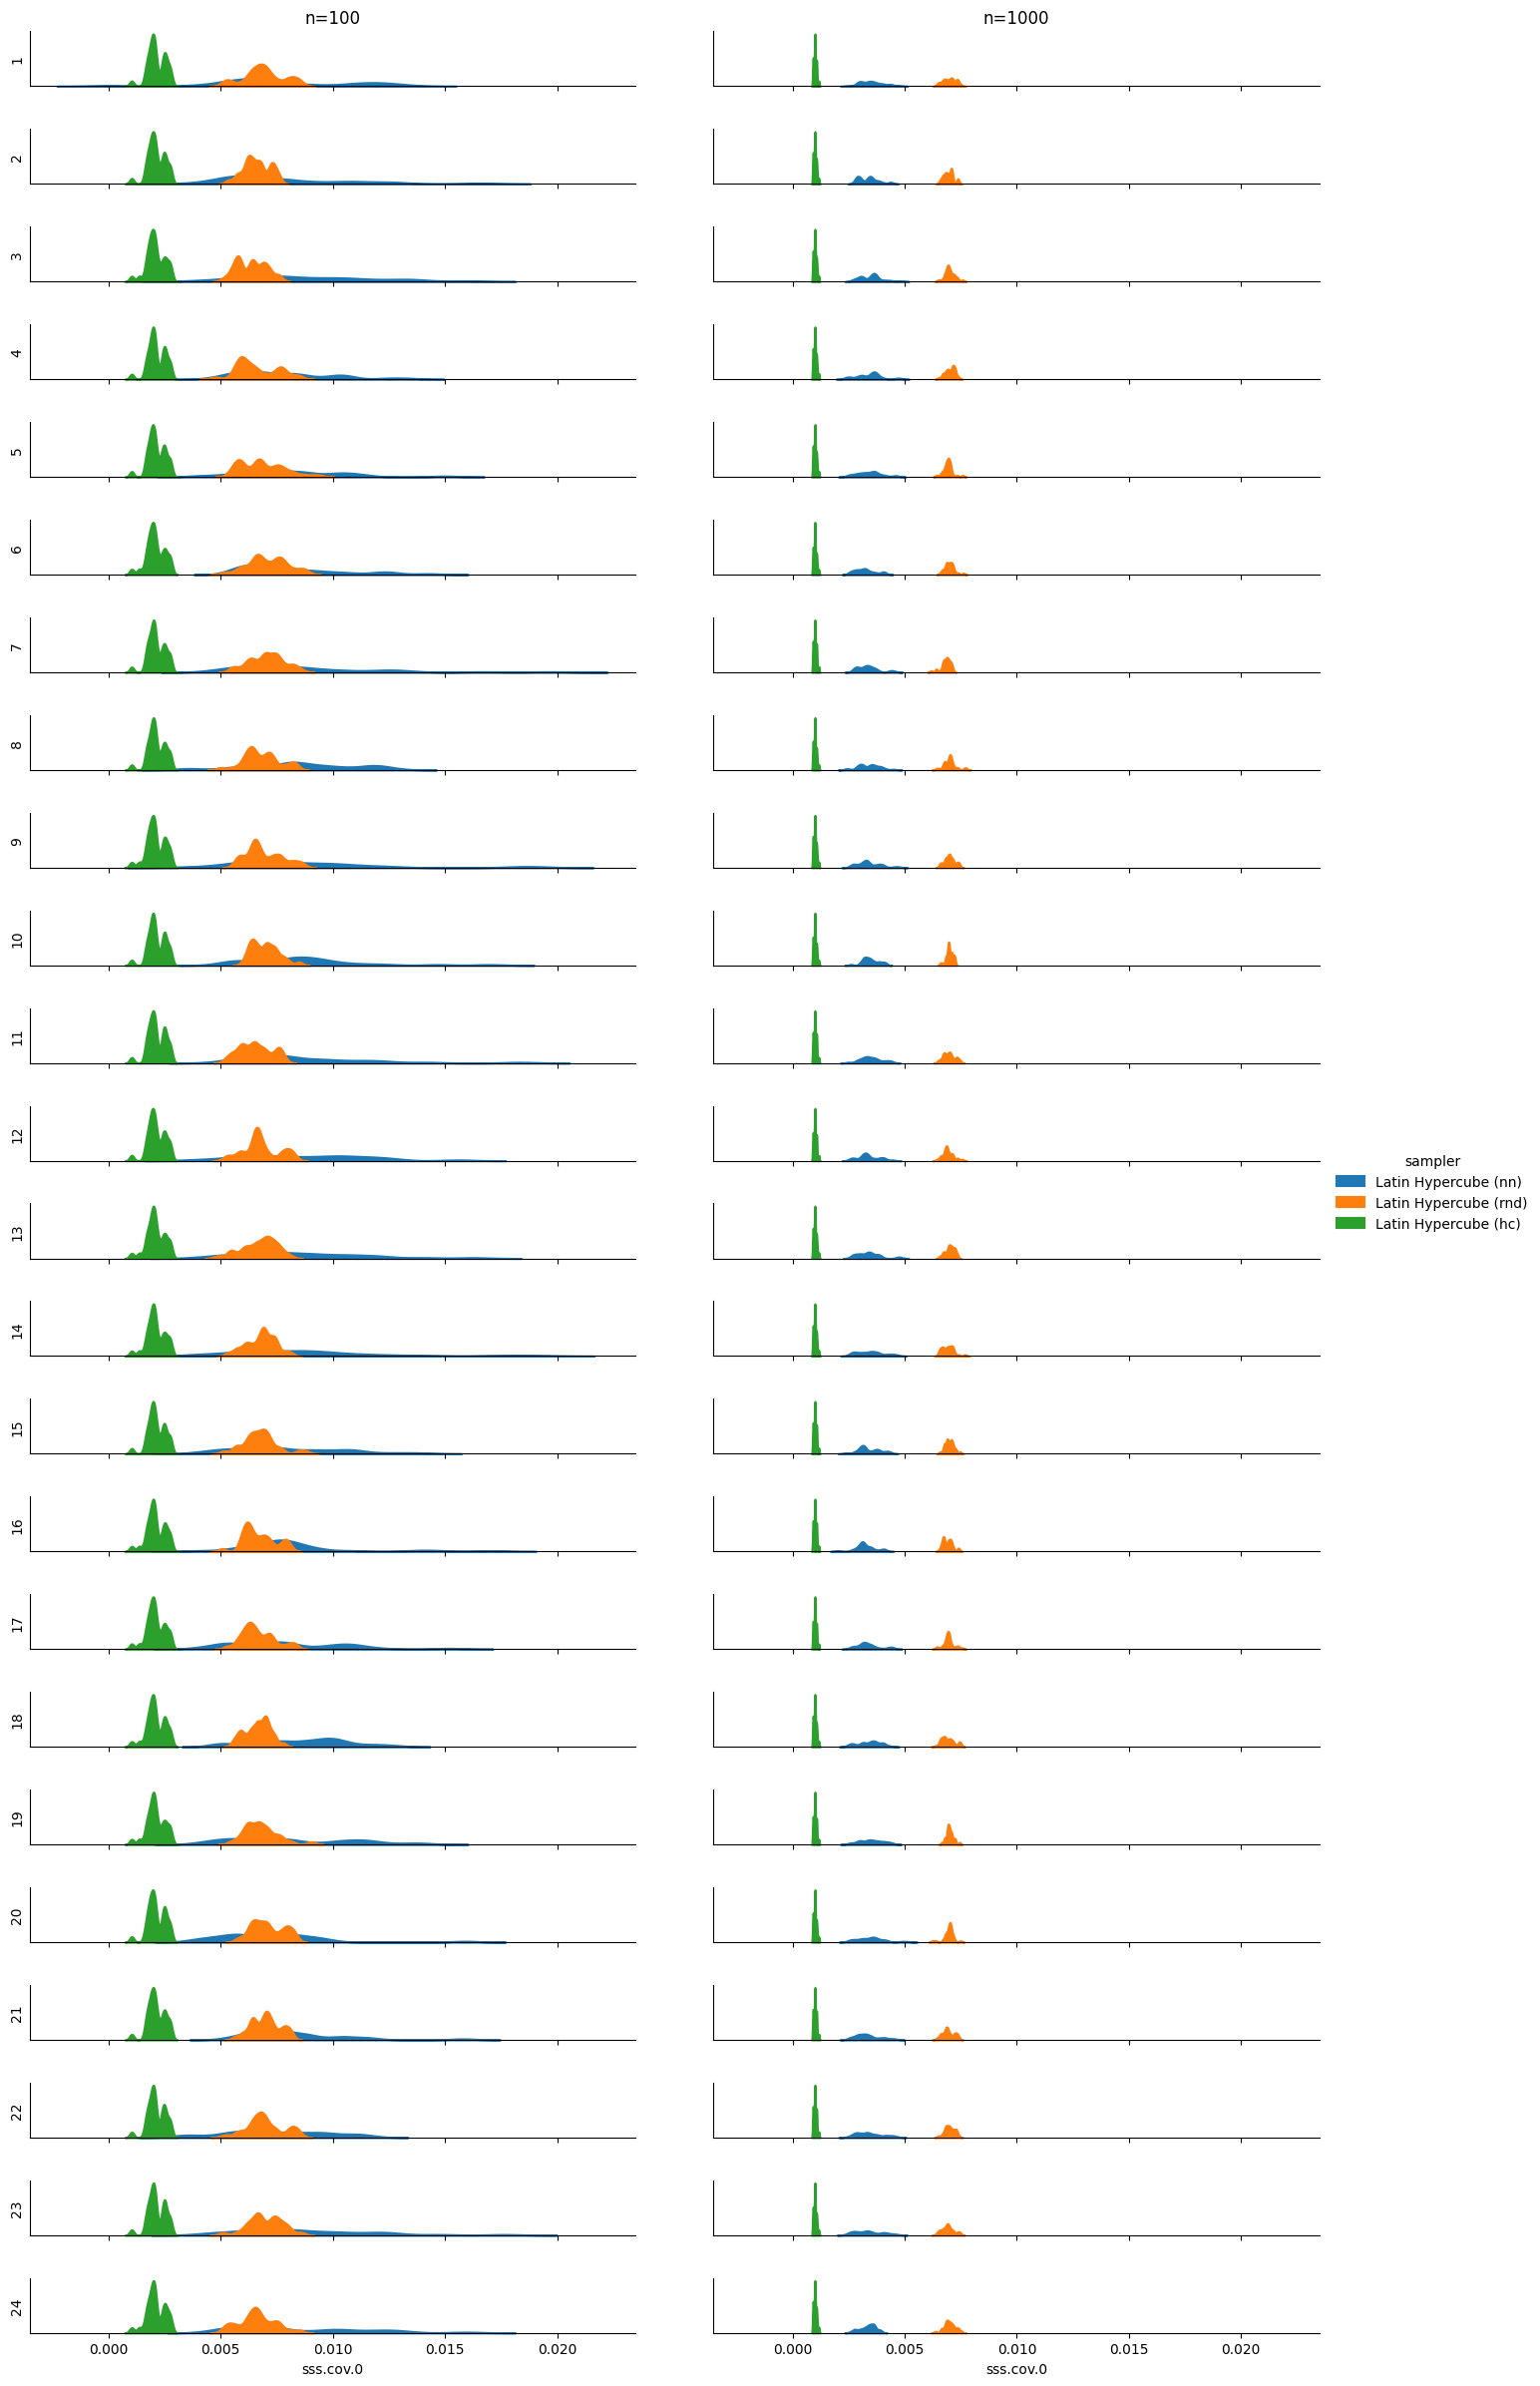 n=100
n=1000
1
2
3
4
5
6
7
8
9
10
11
12
sampler
Latin Hypercube (nn)
Latin Hypercube (rnd)
Latin Hypercube (hc)
13
14
15
16
17
18
19
20
21
22
23
24
0.000 0.005 0.010 0.015 0.020
0.000 0.005 0.010 0.015 0.020
sss.cov.0
sss.cov.0